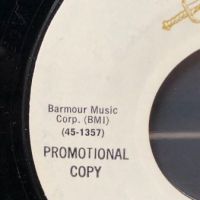 Barmour Music
Corp. (BMI)
(45-1357)
PROMOTIONAL
COPY